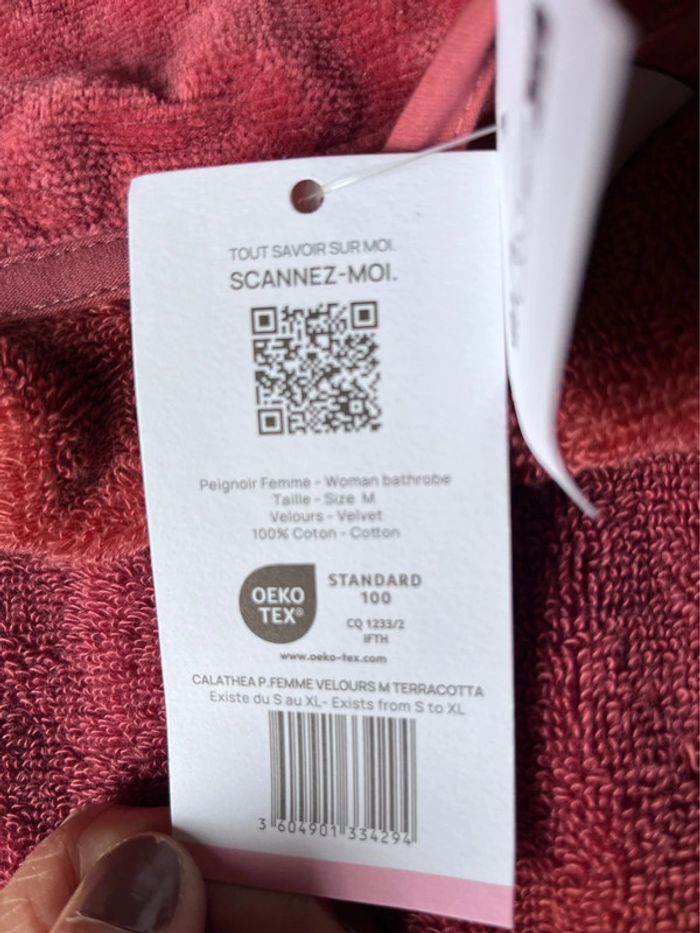 TOUT SAVOIR SUR MOI.
SCANNEZ-MOI.
Peignoir Femme - Woman bathrobe
Taille - Size M
Velours - Velvet
100% Coton - Cotton
OEKO
TEX®
STANDARD
100
CQ 1233/2
IFTH
www.oeko-tex.com
CALATHEA P.FEMME VELOURS M TERRACOTTA
Existe du S au XL- Exists from S to XL
3 604901 334294